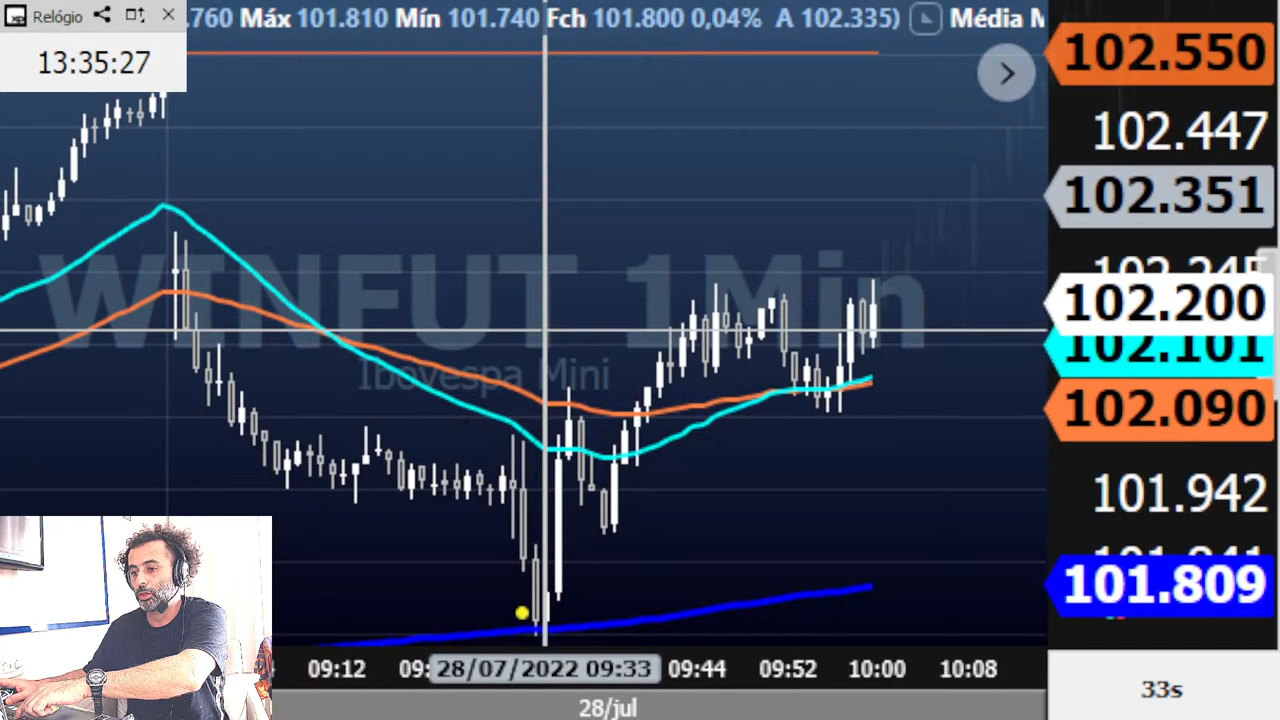 Relógio
.760 Máx 101.810 Mín 101.740 Fch 101.800 0,04% A 102.335) Média M
13:35:27
102.550
102.447
102.351
102.245
102.200
102.101
102.090
101.942
101.809
WINFUT 1Min
Ibovespa Mini
09:12 09: 28/07/2022 09:33 09:44 09:52 10:00 10:08
33s
28/jul